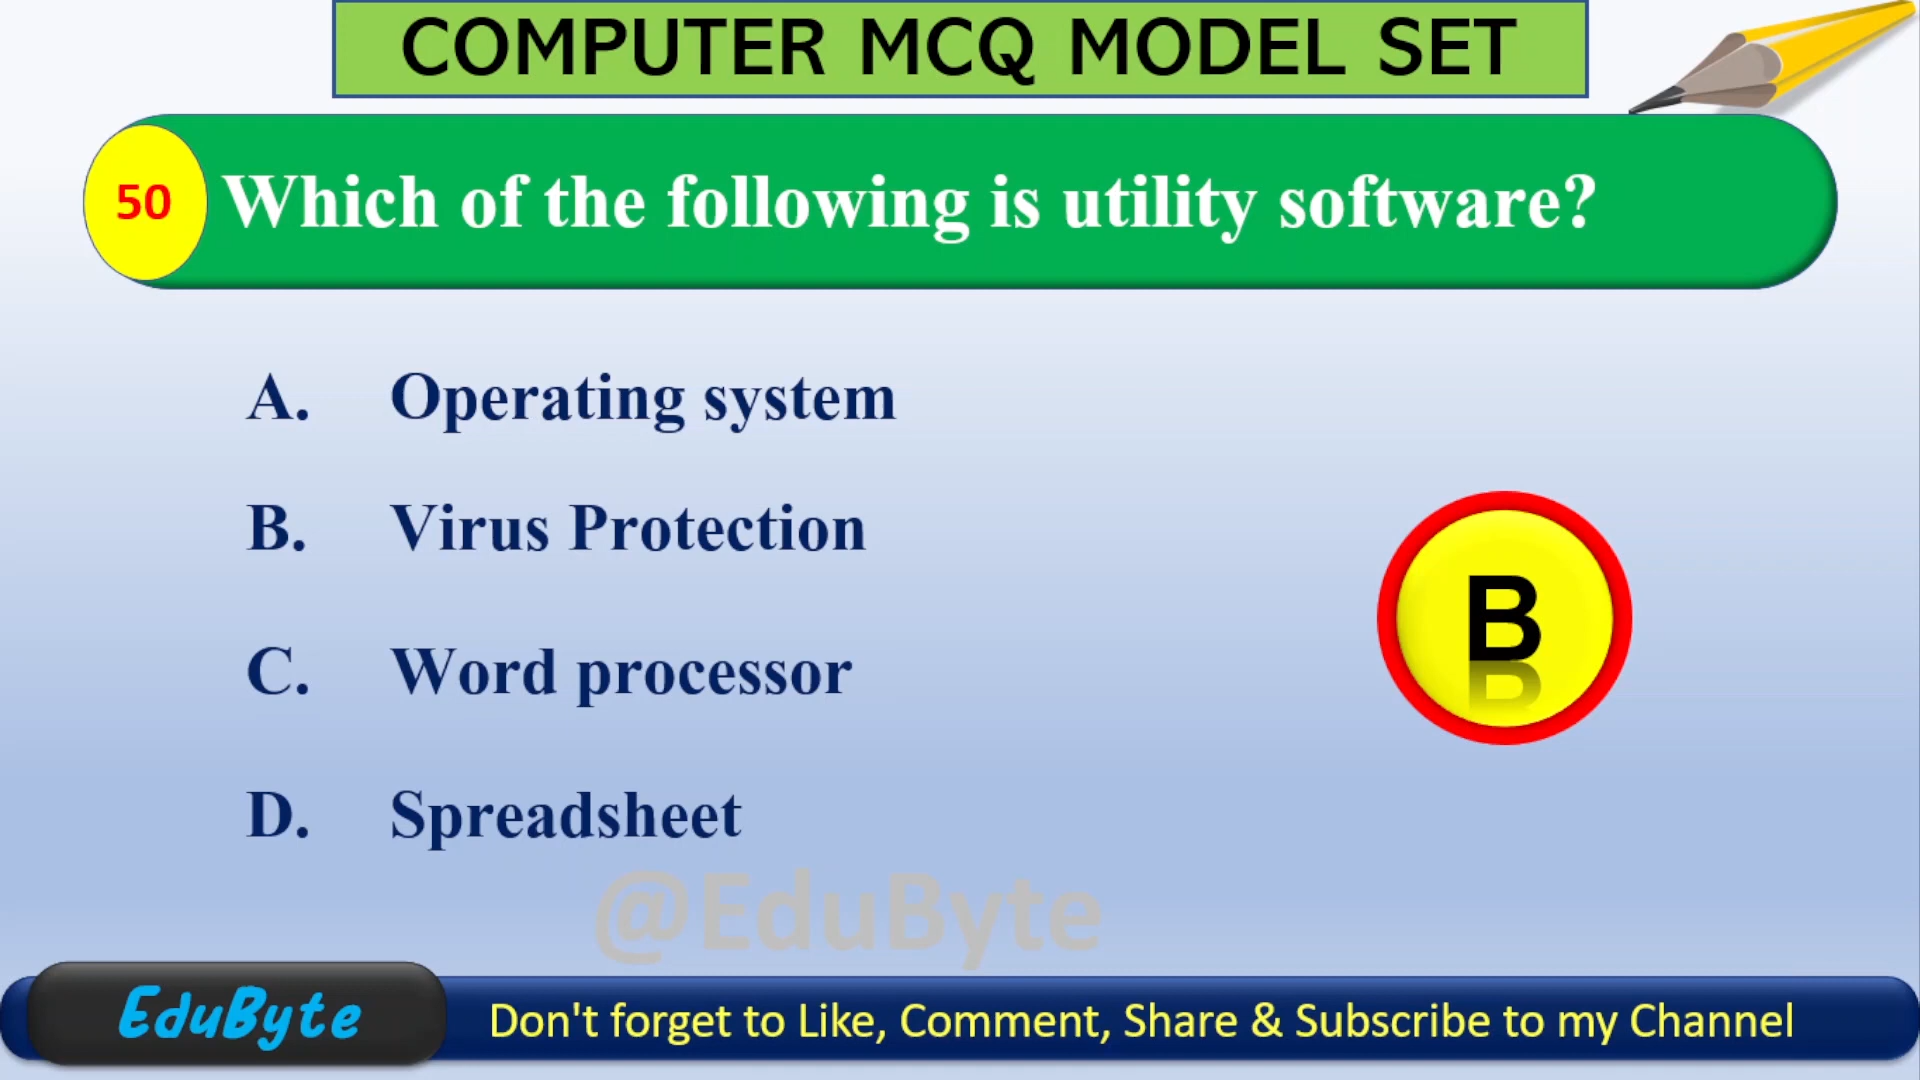 COMPUTER MCQ MODEL SET
50 Which of the following is utility software?
A. Operating system
B. Virus Protection
B
C. Word processor
D. Spreadsheet
@EduByte
EduByte Don't forget to Like, Comment, Share & Subscribe to my Channel